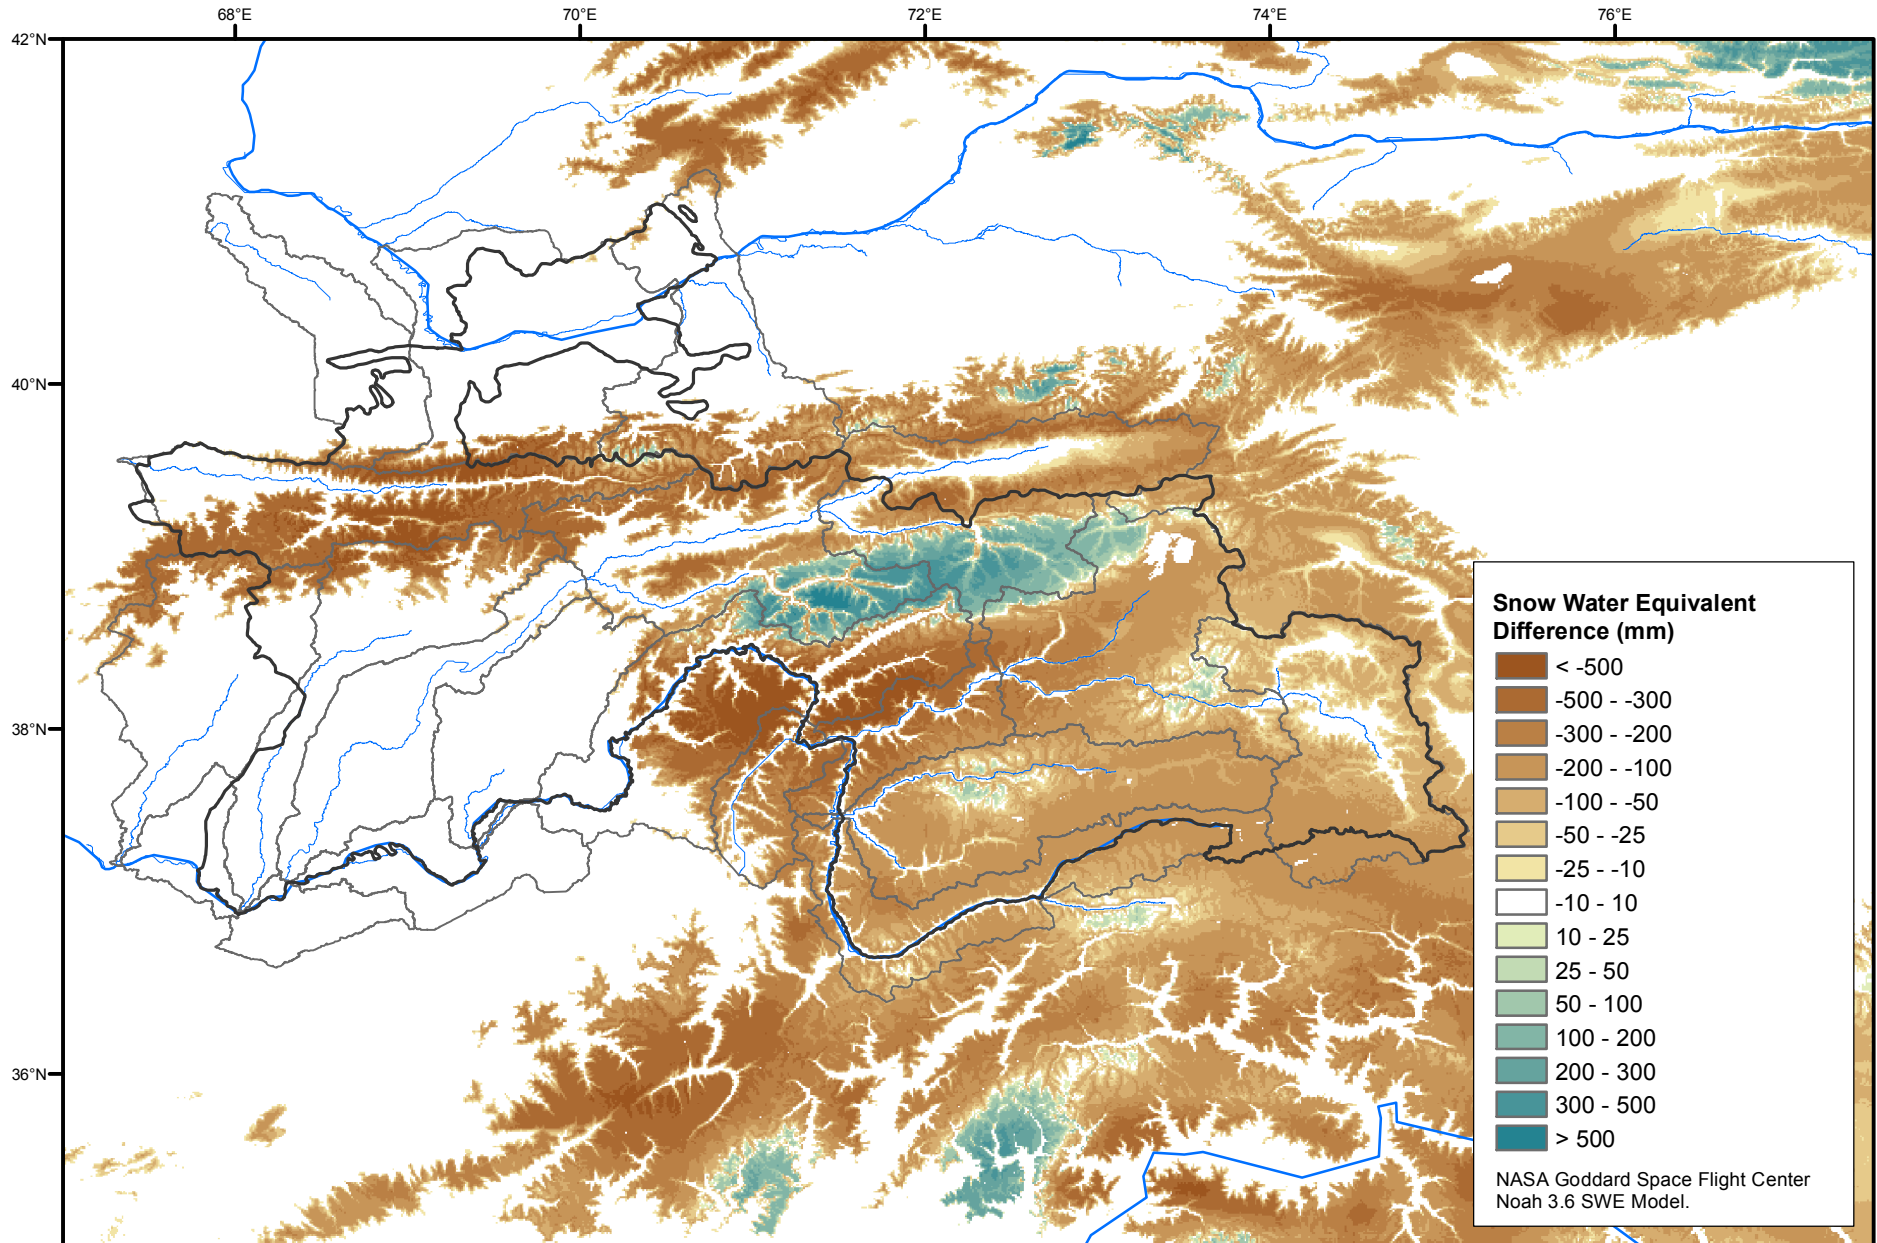 68°E 70°E 72°E 74°E 76°E
42°N
40°N
38°N
36°N
Snow Water Equivalent
Difference (mm)
< -500
-500 - -300
-300 - -200
-200 - -100
-100 - -50
-50 - -25
-25 - -10
-10 - 10
10 - 25
25 - 50
50 - 100
100 - 200
200 - 300
300 - 500
> 500
NASA Goddard Space Flight Center
Noah 3.6 SWE Model.